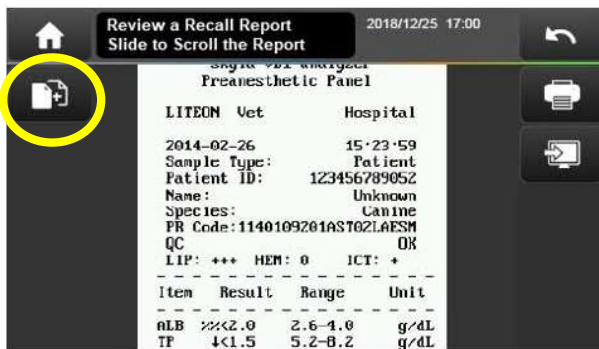 Review a Recall Report 2018/12/25 17:00
Slide to Scroll the Report
skyla VB1 analyzer
Preanesthetic Panel
LITEON Vet Hospital
2014-02-26 15:23:59
Sample Type: Patient
Patient ID: 123456789052
Name: Unknown
Species: Canine
PR Code:1140109201AST02LAESM
QC OK
LIP: +++ HEM: 0 ICT: +
Item Result Range Unit
ALB %%<2.0 2.6-4.0 g/dL
TP ↓<1.5 5.2-8.2 g/dL